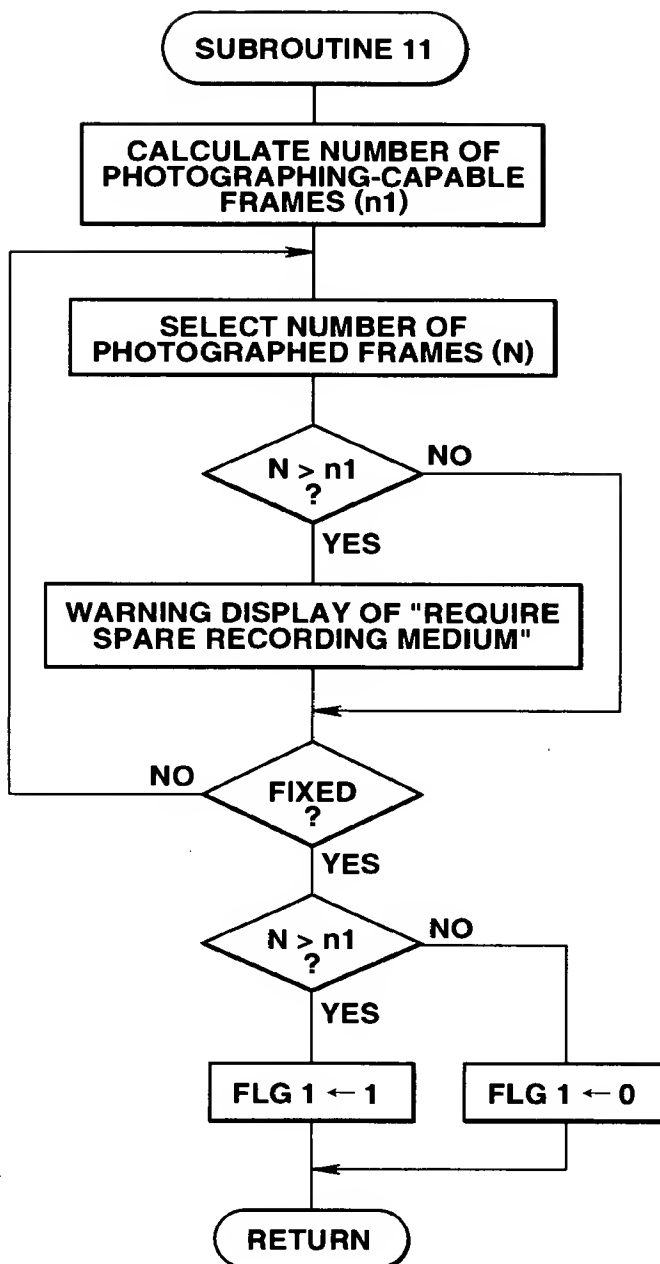 SUBROUTINE 11
CALCULATE NUMBER OF
PHOTOGRAPHING-CAPABLE
FRAMES (n1)
SELECT NUMBER OF
PHOTOGRAPHED FRAMES (N)
N > n1
?
NO
YES
WARNING DISPLAY OF "REQUIRE
SPARE RECORDING MEDIUM"
NO
FIXED
?
YES
N > n1
?
NO
YES
FLG 1 ← 1
FLG 1 ← 0
RETURN